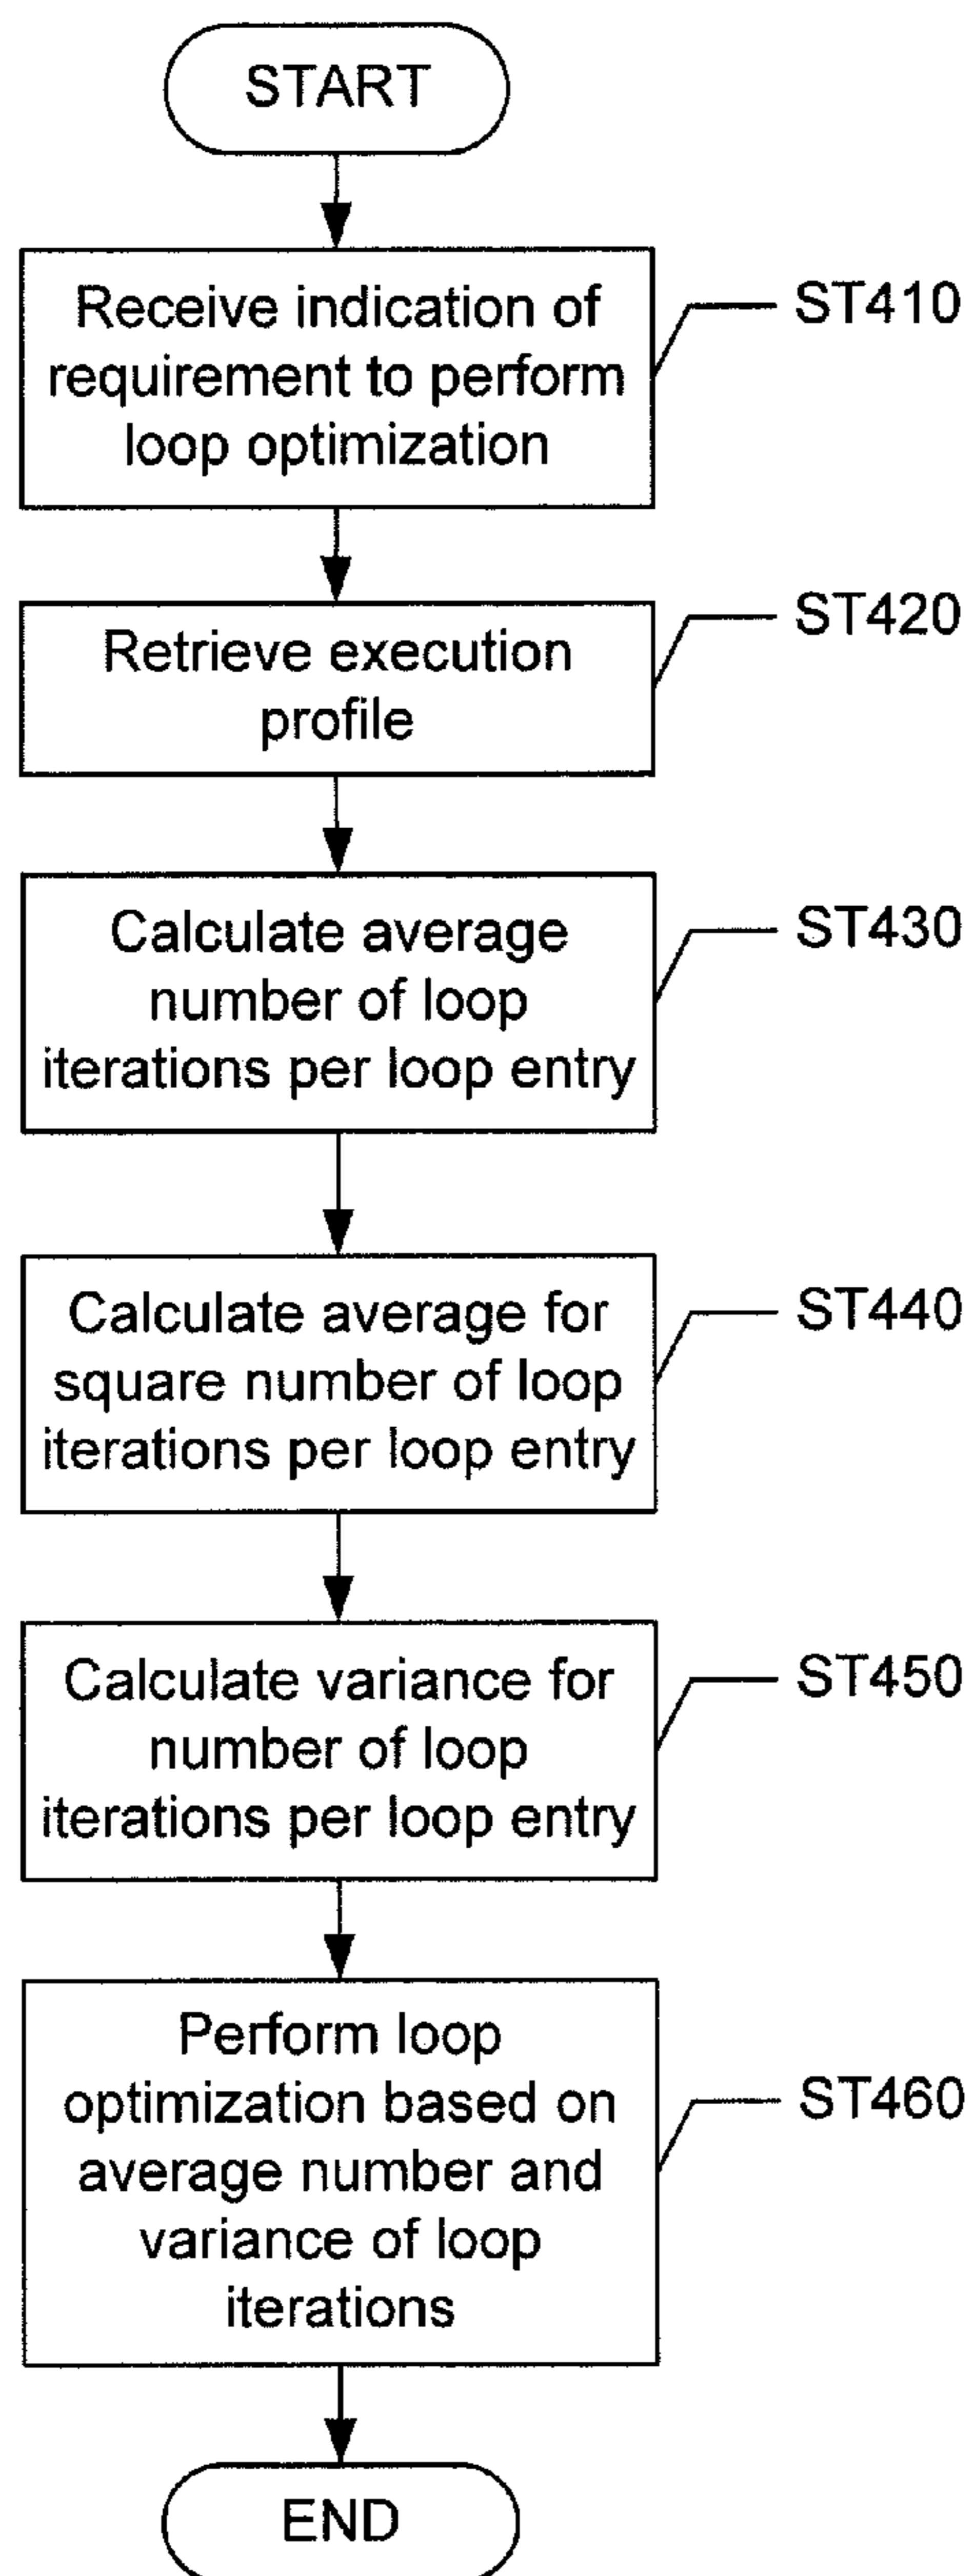 START
Receive indication of
requirement to perform
loop optimization
ST410
Retrieve execution
profile
ST420
Calculate average
number of loop
iterations per loop entry
ST430
Calculate average for
square number of loop
iterations per loop entry
ST440
Calculate variance for
number of loop
iterations per loop entry
ST450
Perform loop
optimization based on
average number and
variance of loop
iterations
ST460
END